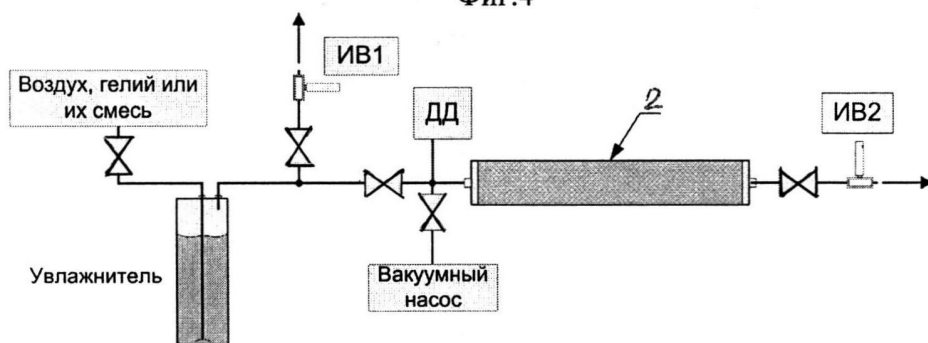 Фиг.4
ИВ1
Воздух, гелий или
их смесь
ДД
2
ИВ2
Увлажнитель
Вакуумный
насос